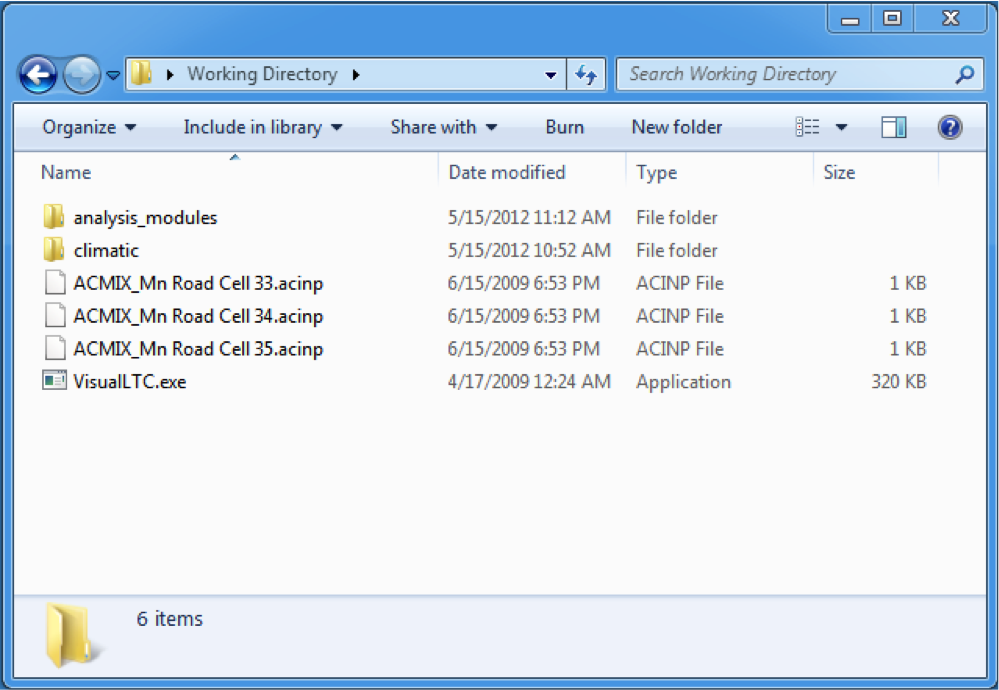 Working Directory
Search Working Directory
Organize Include in library Share with Burn New folder
Name Date modified Type Size
analysis_modules 5/15/2012 11:12 AM File folder
climatic 5/15/2012 10:52 AM File folder
ACMIX_Mn Road Cell 33.acinp 6/15/2009 6:53 PM ACINP File 1 KB
ACMIX_Mn Road Cell 34.acinp 6/15/2009 6:53 PM ACINP File 1 KB
ACMIX_Mn Road Cell 35.acinp 6/15/2009 6:53 PM ACINP File 1 KB
VisualLTC.exe 4/17/2009 12:24 AM Application 320 KB
6 items